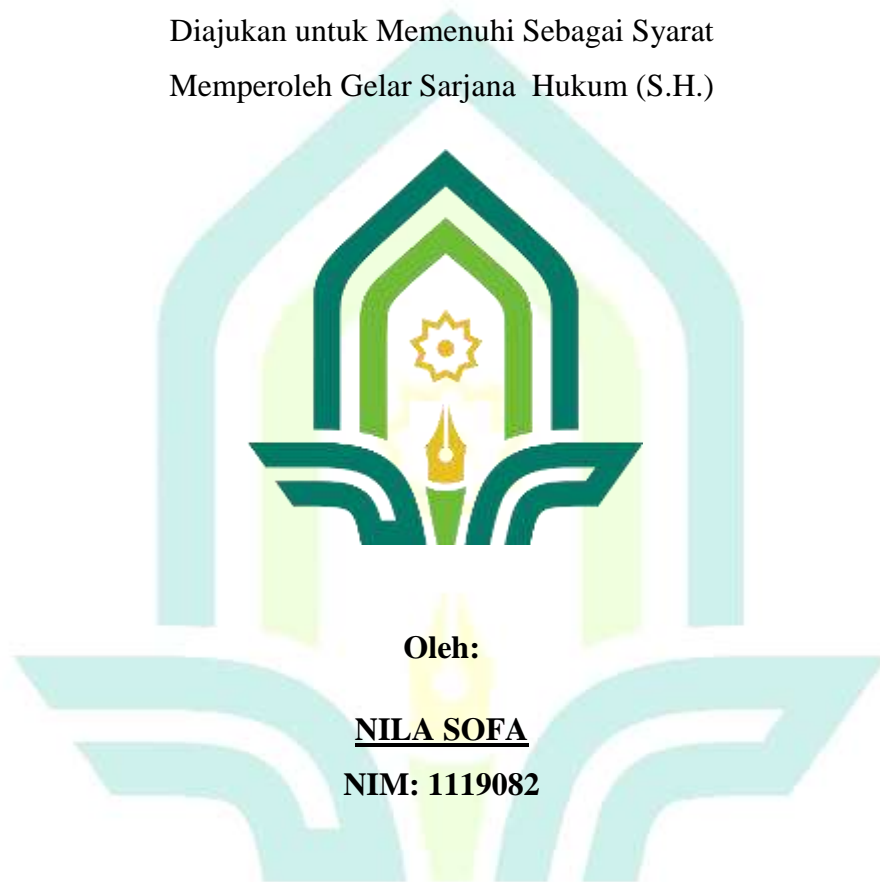 Diajukan untuk Memenuhi Sebagai Syarat
Memperoleh Gelar Sarjana Hukum (S.H.)
Oleh:
NILA SOFA
NIM: 1119082